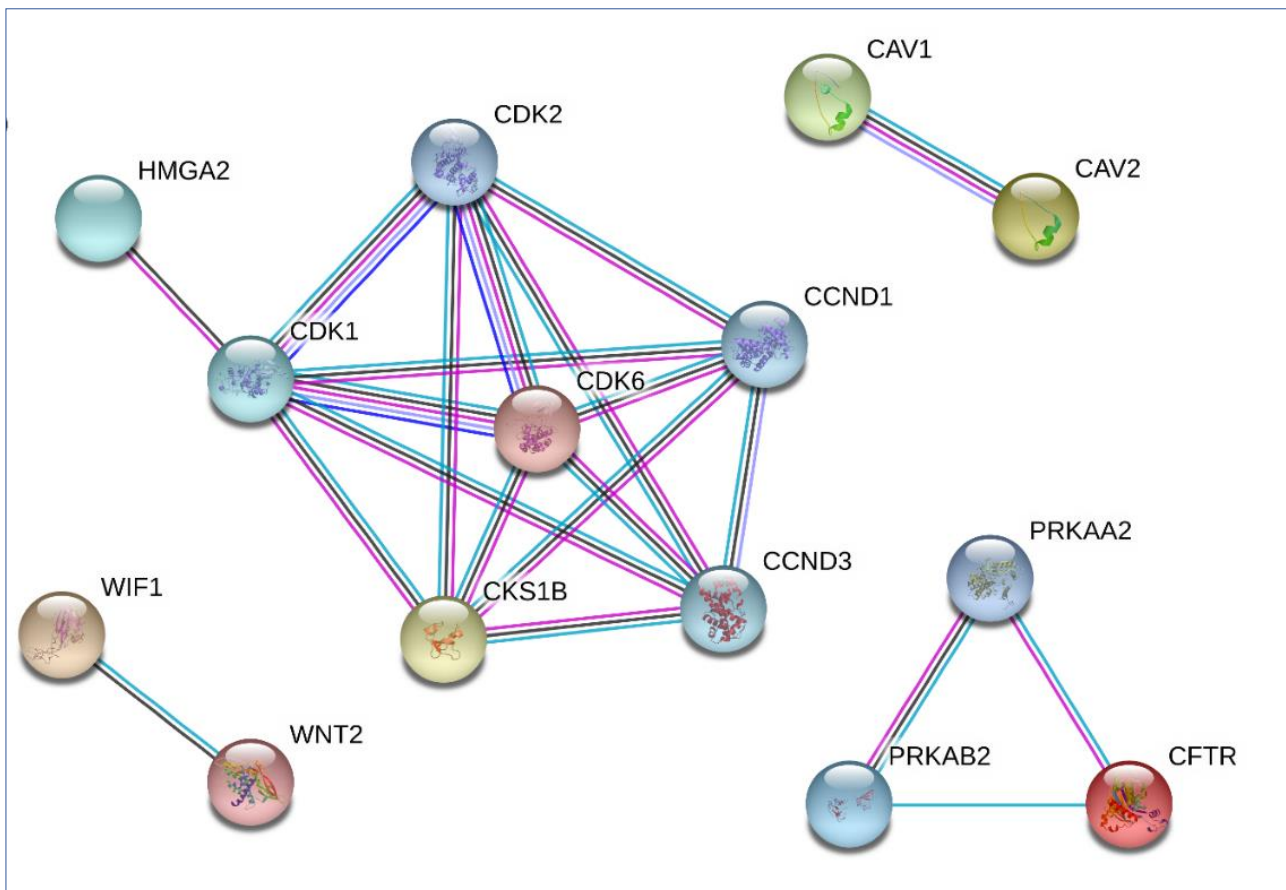 CAV1
CDK2
HMGA2
CAV2
CCND1
CDK1
CDK6
PRKAA2
CCND3
WIF1
CKS1B
WNT2
PRKAB2
CFTR